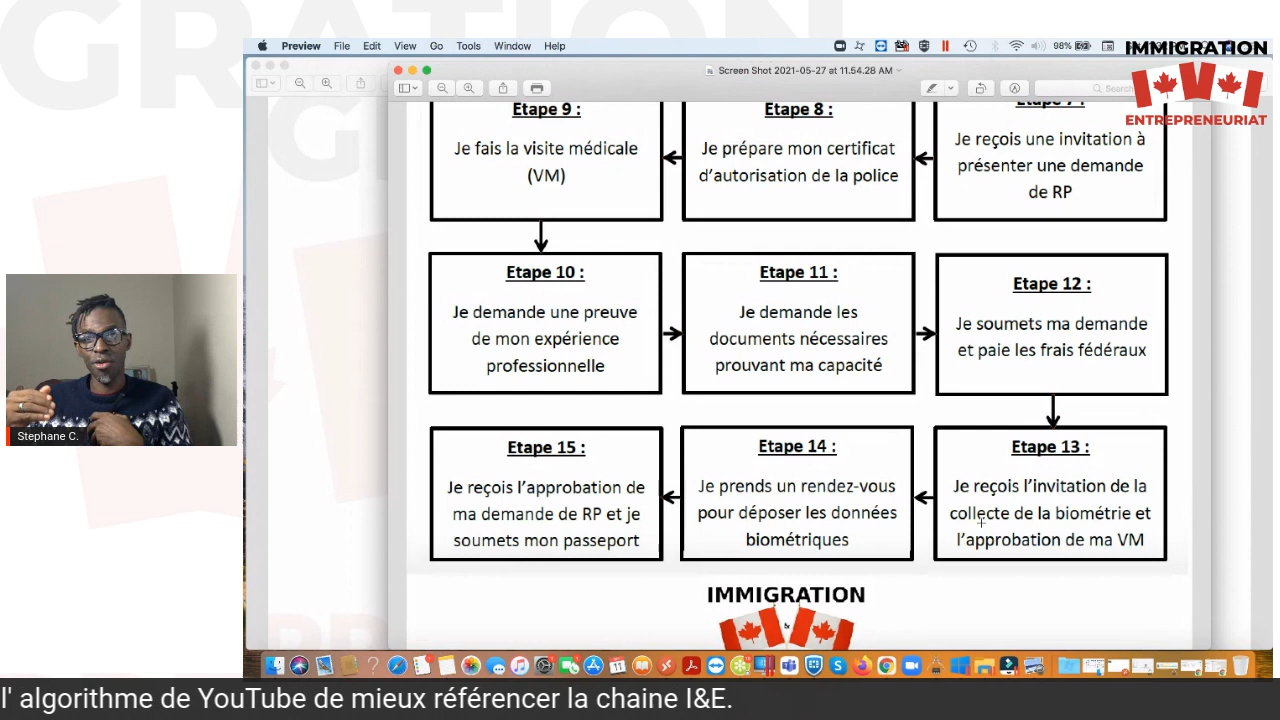 GRATION
Preview File Edit View Go Tools Window Help
98%
IMMIGRATION
ENTREPRENEURIAT
Screen Shot 2021-05-27 at 11.54.28 AM
Search
Etape 9 :
Je fais la visite médicale
(VM)
Etape 8 :
Je prépare mon certificat
d’autorisation de la police
Etape 7 :
Je reçois une invitation à
présenter une demande
de RP
Etape 10 :
Je demande une preuve
de mon expérience
professionnelle
Etape 11 :
Je demande les
documents nécessaires
prouvant ma capacité
Etape 12 :
Je soumets ma demande
et paie les frais fédéraux
Etape 15 :
Je reçois l’approbation de
ma demande de RP et je
soumets mon passeport
Etape 14 :
Je prends un rendez-vous
pour déposer les données
biométriques
Etape 13 :
Je reçois l’invitation de la
collecte de la biométrie et
l’approbation de ma VM
IMMIGRATION
&
Stephane C.
l' algorithme de YouTube de mieux référencer la chaine I&E.